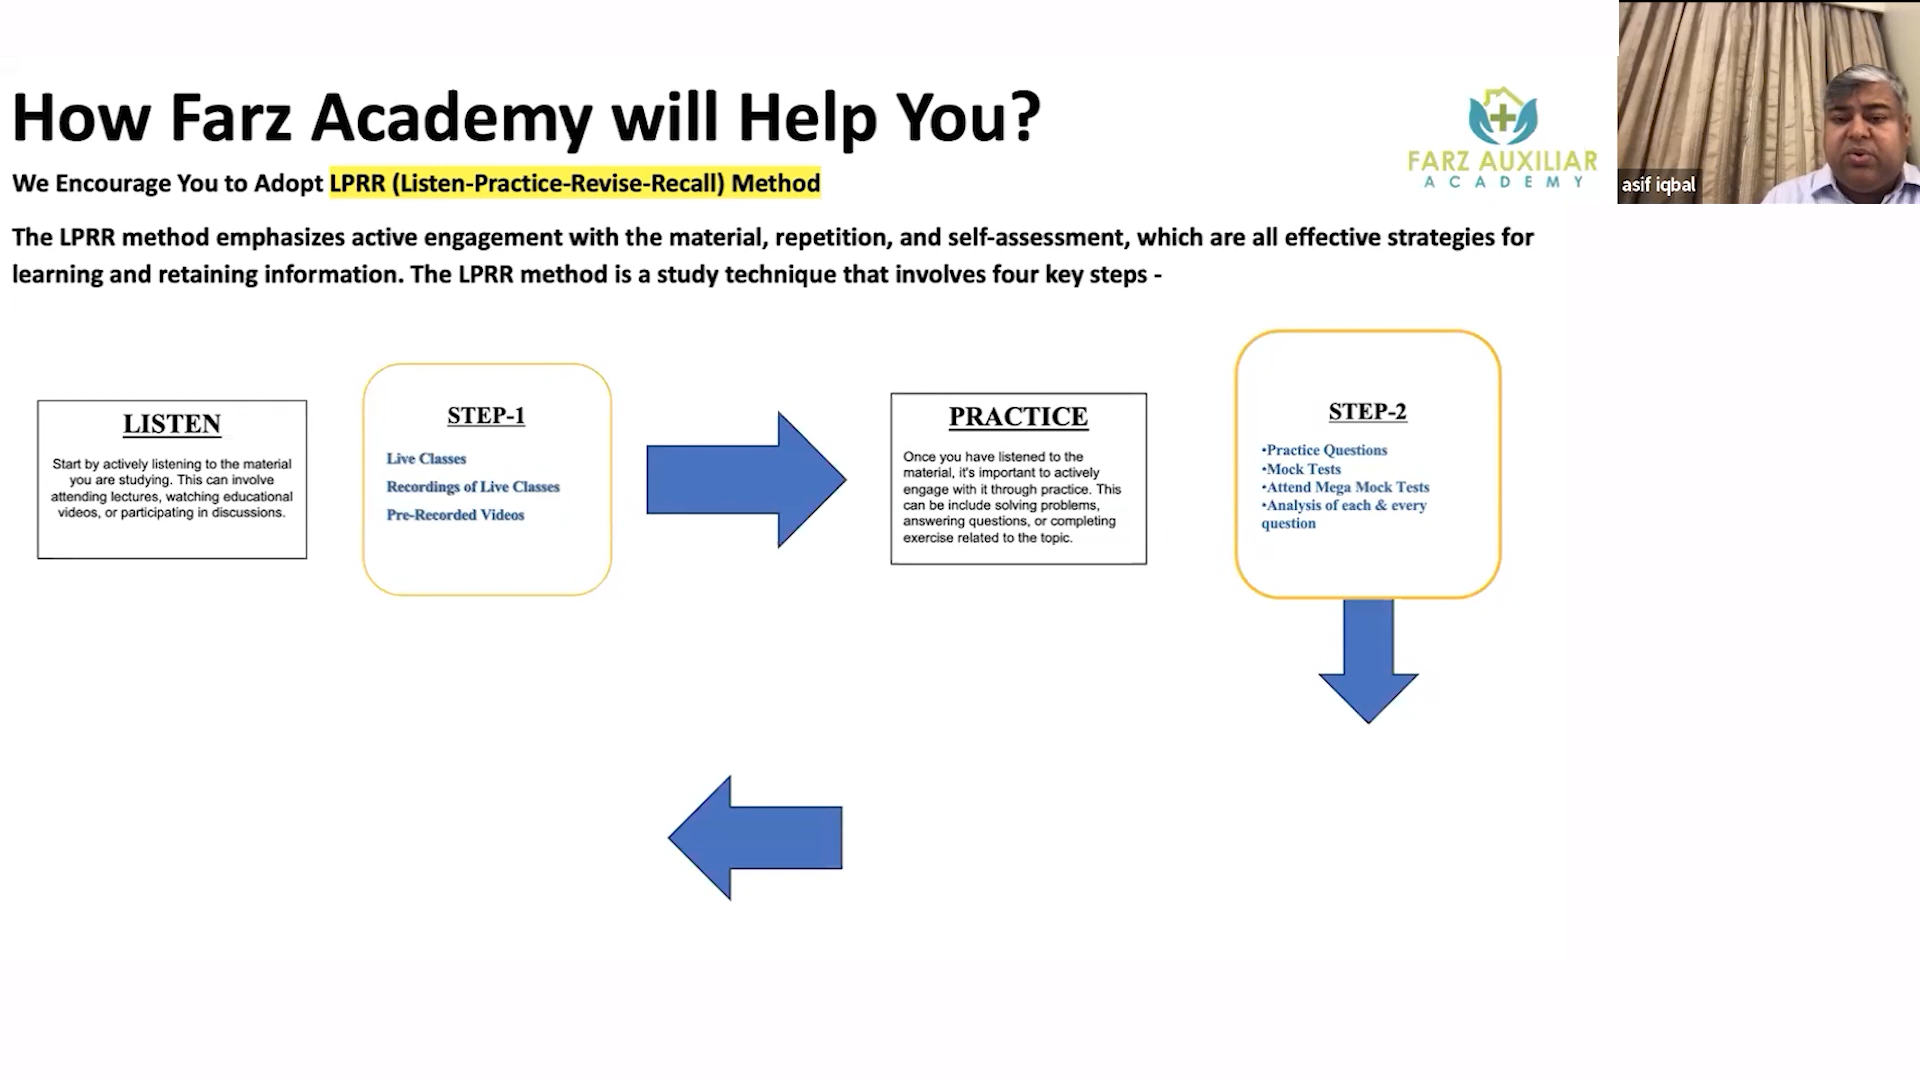 How Farz Academy will Help You?
We Encourage You to Adopt LPRR (Listen-Practice-Revise-Recall) Method
FARZ AUXILIAR
ACADEMY
asif iqbal
The LPRR method emphasizes active engagement with the material, repetition, and self-assessment, which are all effective strategies for
learning and retaining information. The LPRR method is a study technique that involves four key steps -
LISTEN
Start by actively listening to the material
you are studying. This can involve
attending lectures, watching educational
videos, or participating in discussions.
STEP-1
Live Classes
Recordings of Live Classes
Pre-Recorded Videos
PRACTICE
Once you have listened to the
material, it's important to actively
engage with it through practice. This
can be include solving problems,
answering questions, or completing
exercise related to the topic.
STEP-2
•Practice Questions
•Mock Tests
•Attend Mega Mock Tests
•Analysis of each & every
question